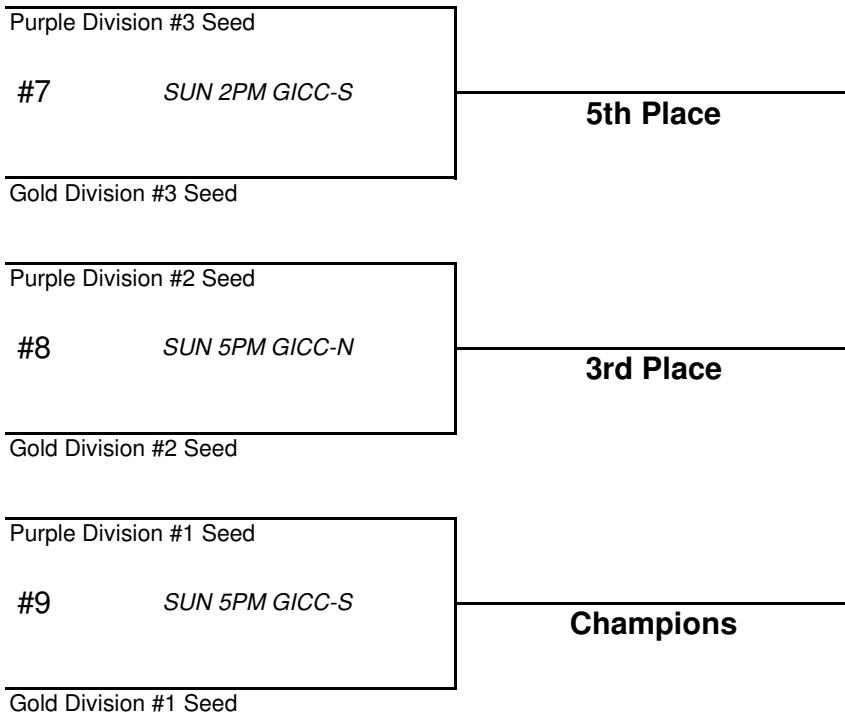 Purple Division #3 Seed
#7 SUN 2PM GICC-S
5th Place
Gold Division #3 Seed
Purple Division #2 Seed
#8 SUN 5PM GICC-N
3rd Place
Gold Division #2 Seed
Purple Division #1 Seed
#9 SUN 5PM GICC-S
Champions
Gold Division #1 Seed